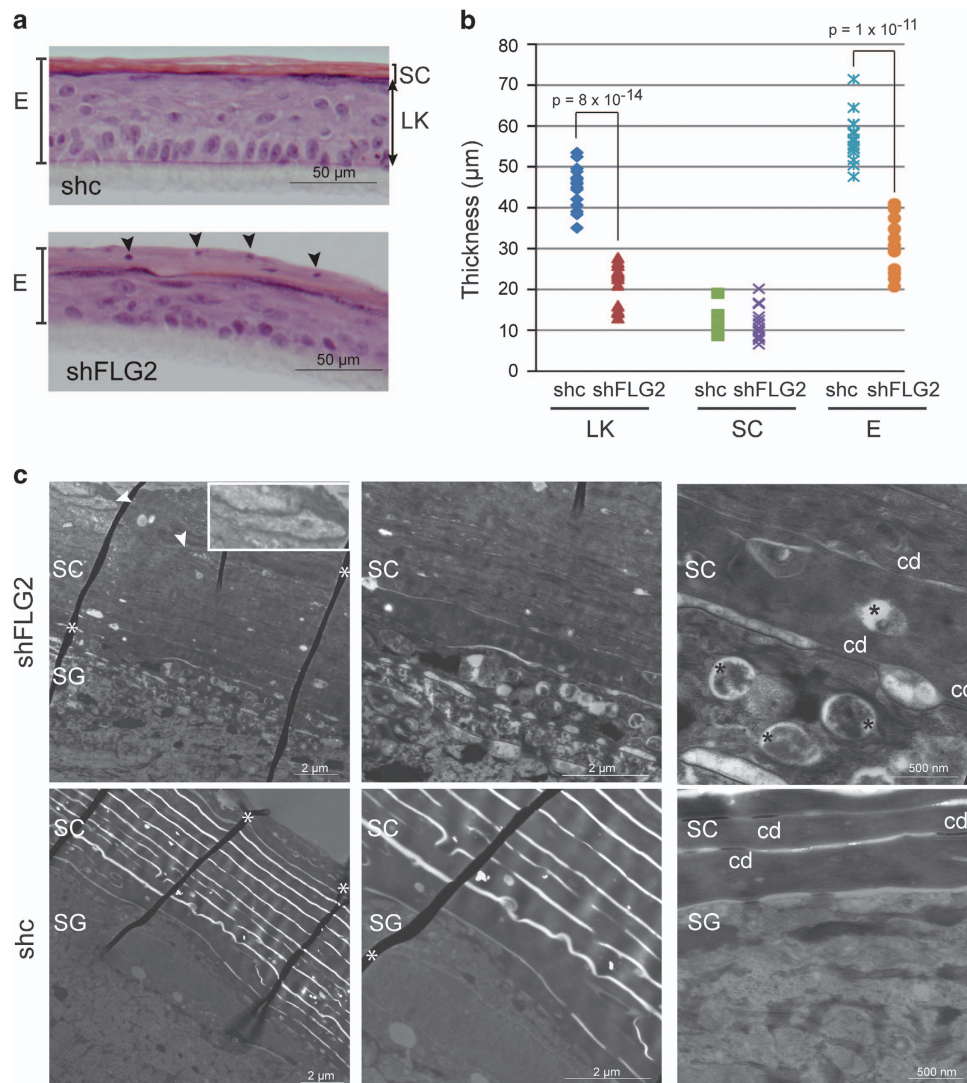 a
E
SC
LK
50 µm
shc
E
50 µm
shFLG2
b
Thickness (µm)
80
70
60
50
40
30
20
10
0
p = 8 x 10-14
p = 1 x 10-11
shc shFLG2
shc shFLG2
shc shFLG2
LK
SC
E
c
shFLG2
SC
*
*
SG
2 µm
SC
2 µm
SC
cd
*
cd
*
cd
*
*
500 nm
shc
SC
*
*
SG
2 µm
SC
SG
*
2 µm
SC
cd
cd
cd
SG
500 nm